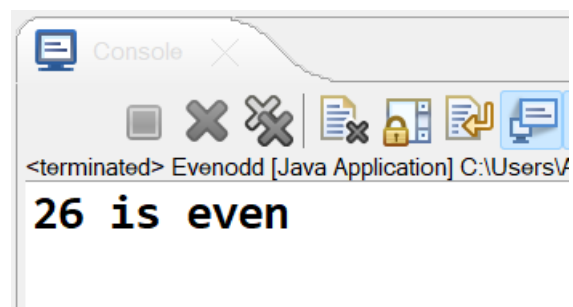 Console
<terminated> Evenodd [Java Application] C:\Users\A
26 is even